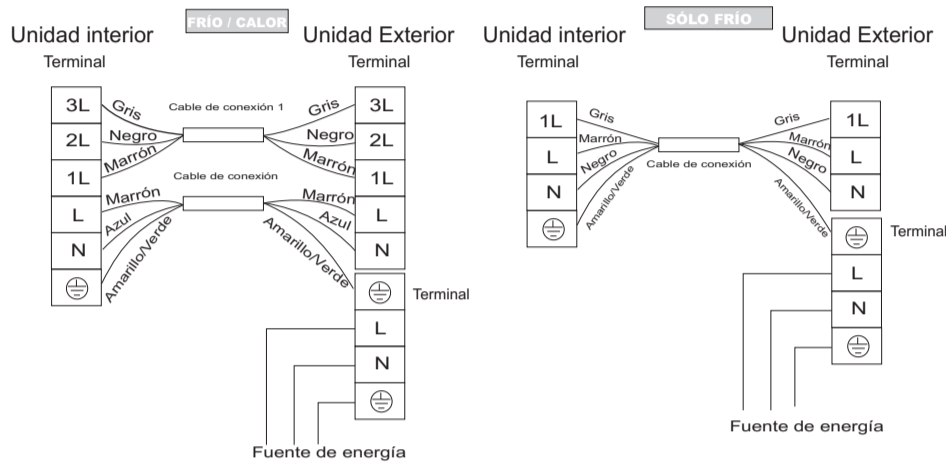 FRÍO / CALOR
Unidad interior
Unidad Exterior
Terminal
Terminal
3L
Gris
Cable de conexión 1
Gris
3L
2L
Negro
Negro
2L
1L
Marrón
Marrón
1L
Cable de conexión
L
Marrón
Marrón
L
N
Azul
Azul
N
Amarillo/Verde
Amarillo/Verde
Terminal
L
N
Fuente de energía
SÓLO FRÍO
Unidad interior
Unidad Exterior
Terminal
Terminal
1L
Gris
Gris
1L
L
Marrón
Marrón
L
N
Negro
Cable de conexión
Negro
N
Amarillo/Verde
Amarillo/Verde
Terminal
L
N
Fuente de energía